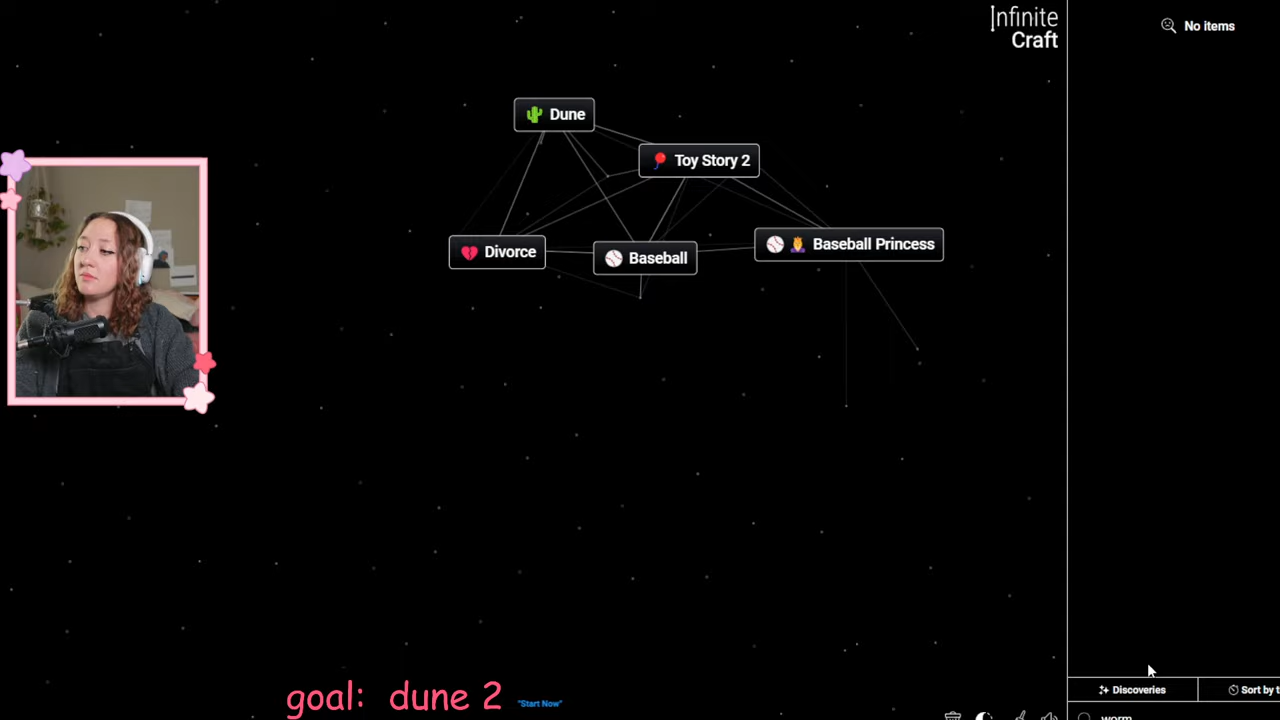 Infinite
Craft
No items
Dune
Toy Story 2
Divorce
Baseball
Baseball Princess
Discoveries
Sort by t
worm
goal: dune 2
"Start Now"